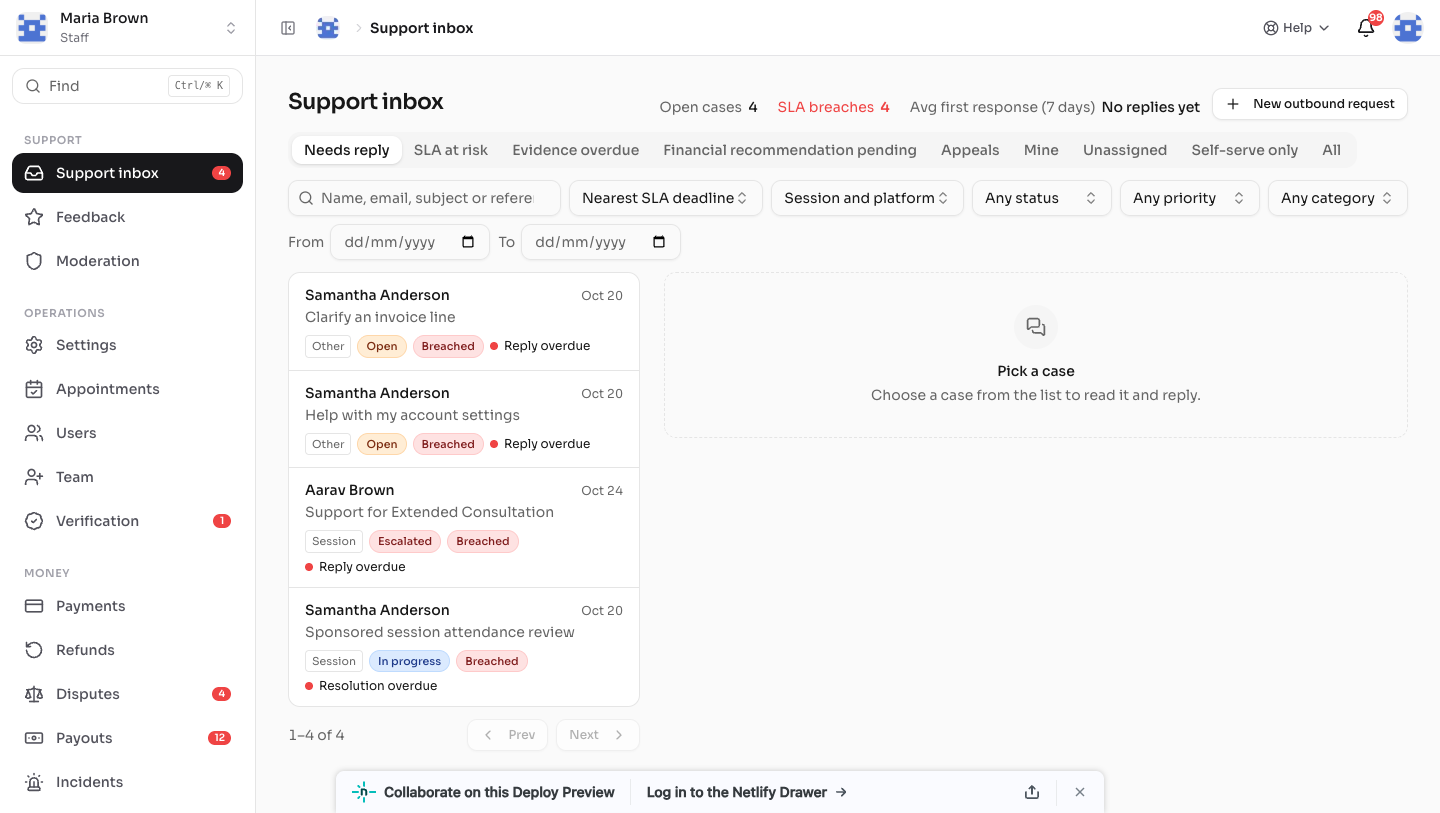 Maria Brown
Staff
Find
Ctrl/⌘ K
SUPPORT
Support inbox
4
Feedback
Moderation
OPERATIONS
Settings
Appointments
Users
Team
Verification
1
MONEY
Payments
Refunds
Disputes
4
Payouts
12
Incidents
Support inbox
Help
98
Support inbox
Open cases 4
SLA breaches 4
Avg first response (7 days) No replies yet
New outbound request
Needs reply
SLA at risk
Evidence overdue
Financial recommendation pending
Appeals
Mine
Unassigned
Self-serve only
All
Name, email, subject or refere
Nearest SLA deadline
Session and platform
Any status
Any priority
Any category
From
dd/mm/yyyy
To
dd/mm/yyyy
Samantha Anderson
Oct 20
Clarify an invoice line
Other
Open
Breached
Reply overdue
Samantha Anderson
Oct 20
Help with my account settings
Other
Open
Breached
Reply overdue
Aarav Brown
Oct 24
Support for Extended Consultation
Session
Escalated
Breached
Reply overdue
Samantha Anderson
Oct 20
Sponsored session attendance review
Session
In progress
Breached
Resolution overdue
1–4 of 4
Prev
Next
Pick a case
Choose a case from the list to read it and reply.
Collaborate on this Deploy Preview
Log in to the Netlify Drawer →